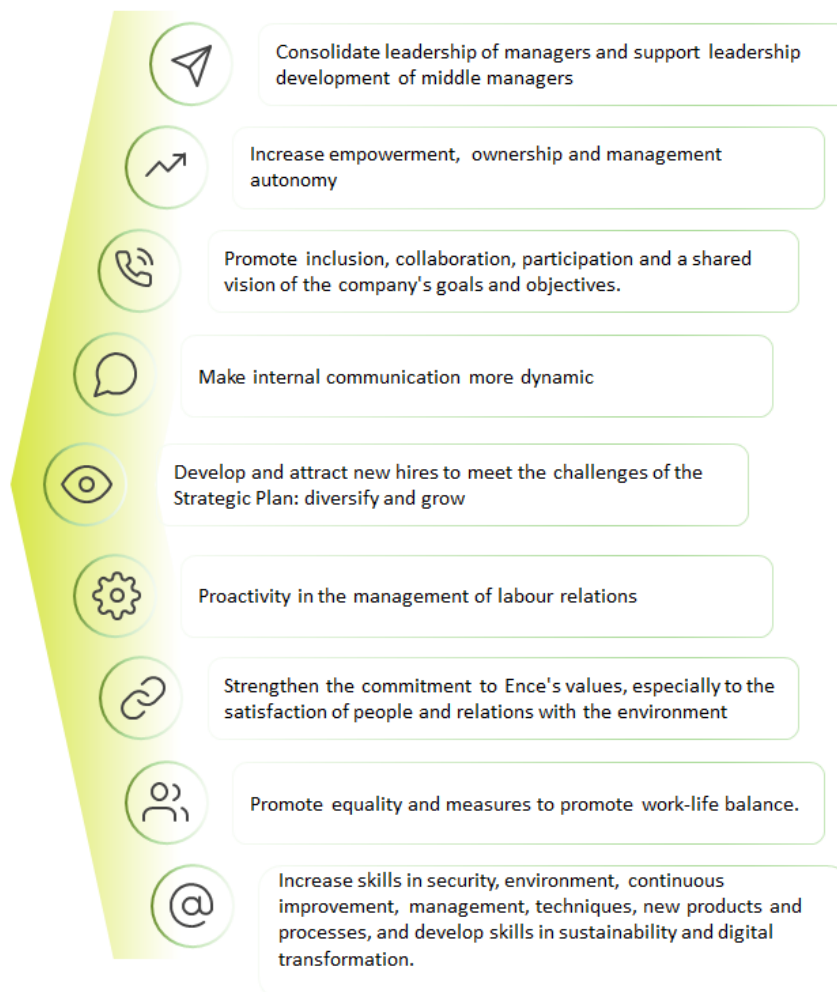 Consolidate leadership of managers and support leadership
development of middle managers
Increase empowerment, ownership and management
autonomy
Promote inclusion, collaboration, participation and a shared
vision of the company's goals and objectives.
Make internal communication more dynamic
Develop and attract new hires to meet the challenges of the
Strategic Plan: diversify and grow
Proactivity in the management of labour relations
Strengthen the commitment to Ence's values, especially to the
satisfaction of people and relations with the environment
Promote equality and measures to promote work-life balance.
@
Increase skills in security, environment, continuous
improvement, management, techniques, new products and
processes, and develop skills in sustainability and digital
transformation.